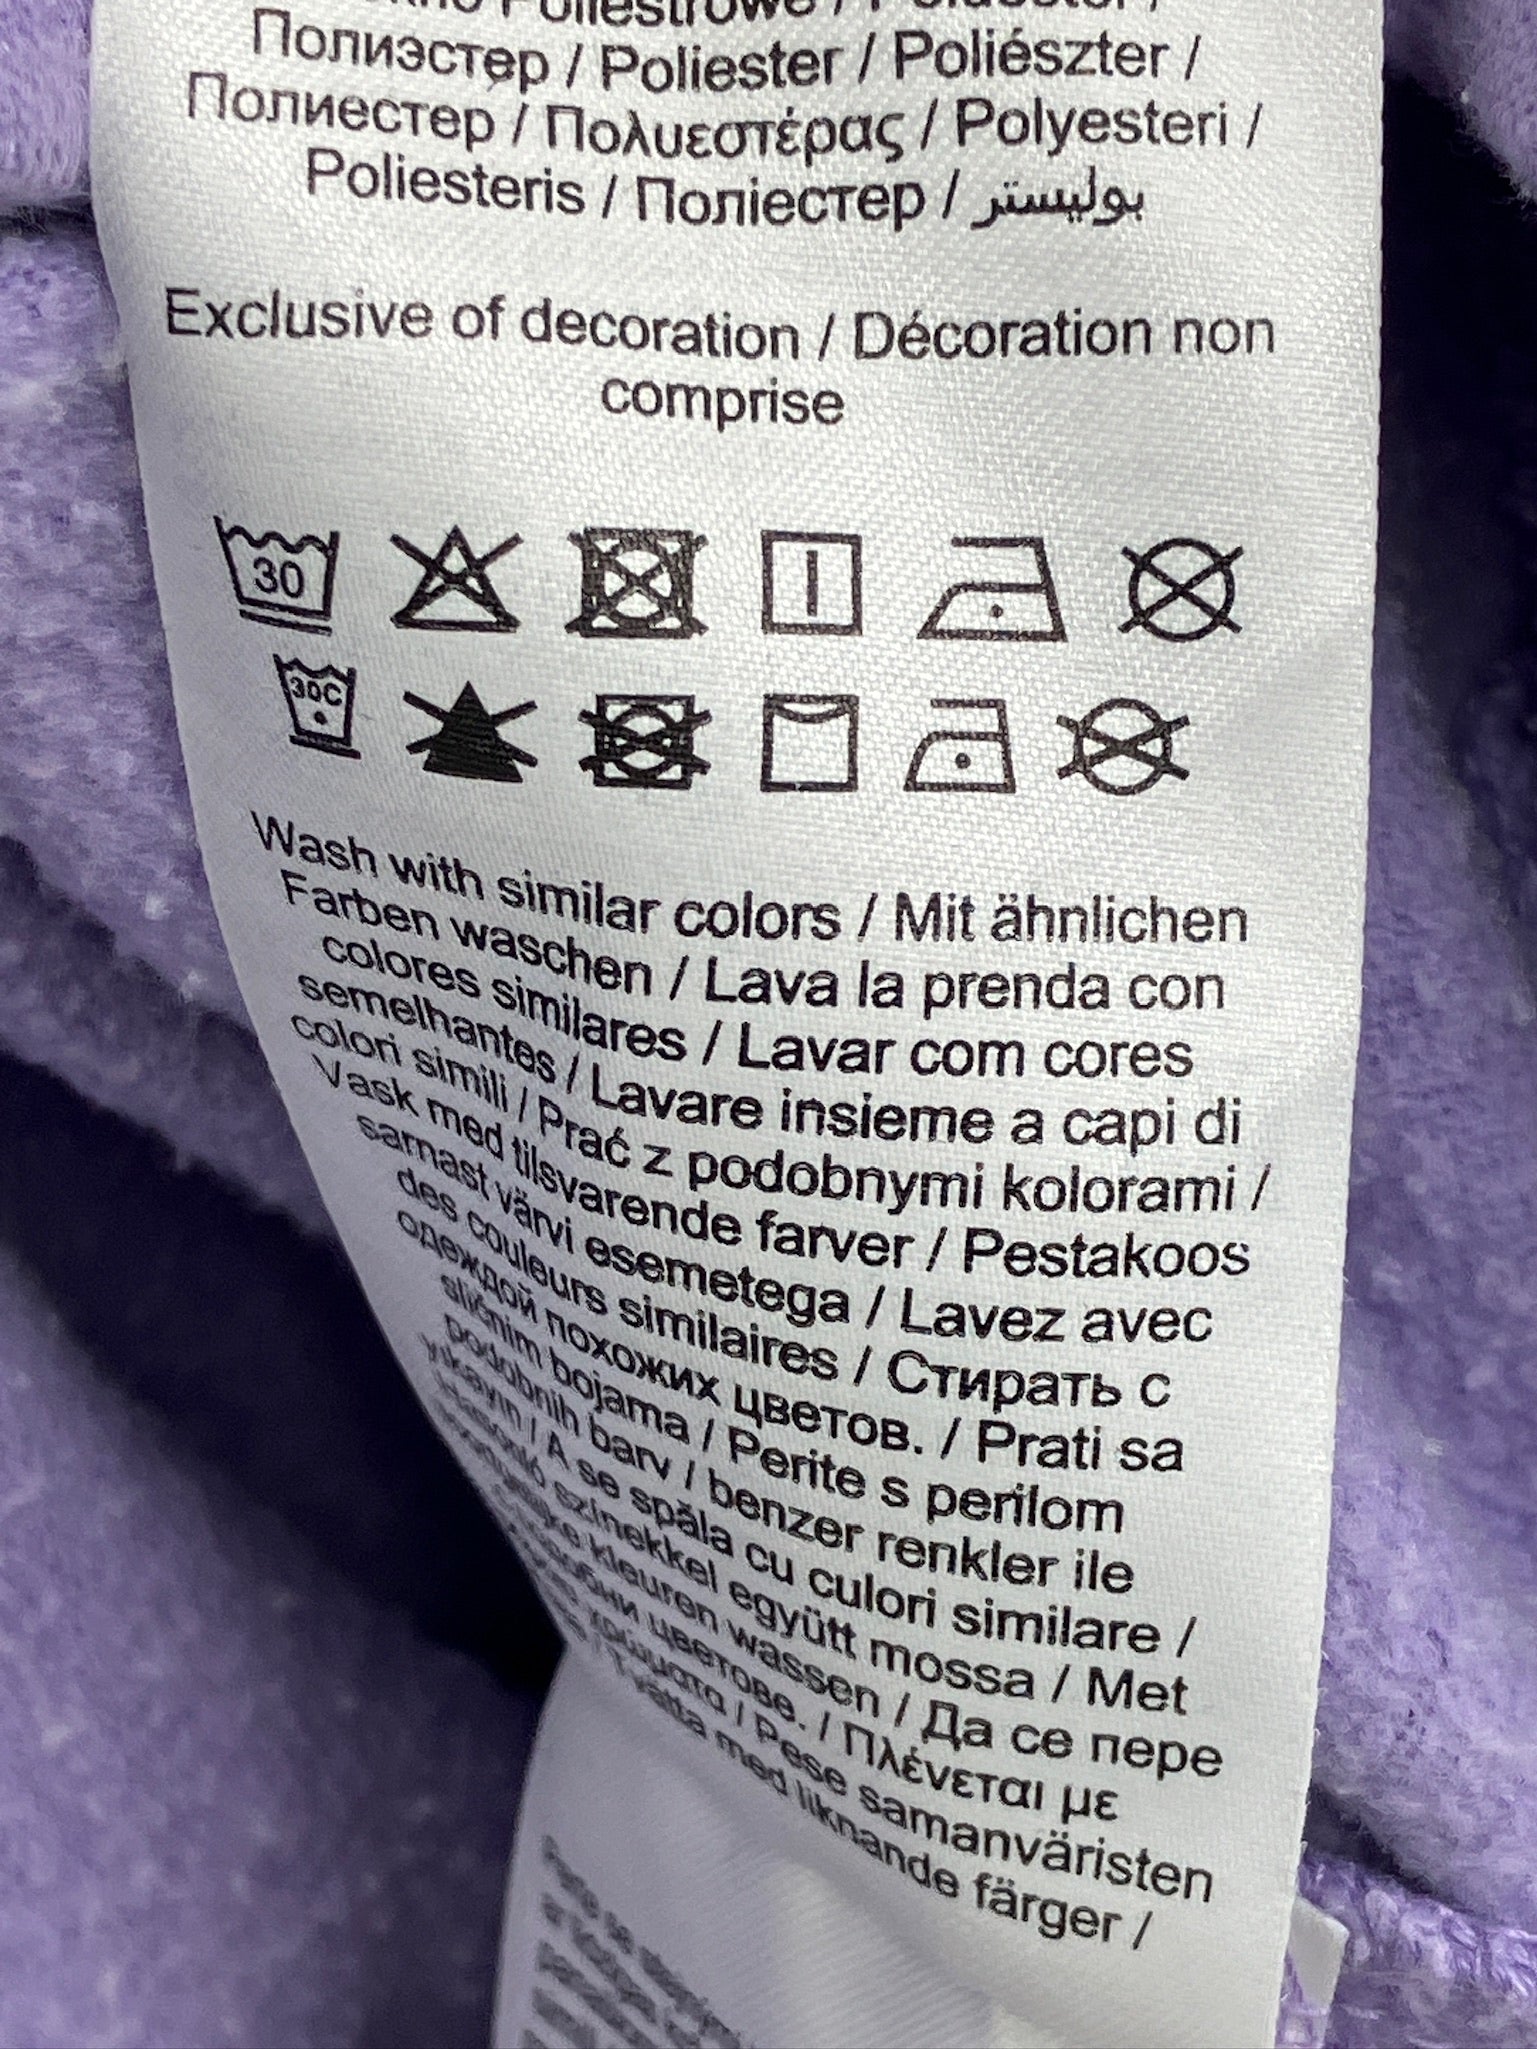 Poliestrowe /
Полиэстер / Poliester / Poliészter /
Полиестер / Πολυεστέρας / Polyesteri /
Poliesteris / Поліестер / بوليستر
Exclusive of decoration / Décoration non
comprise
30
30C
Wash with similar colors / Mit ähnlichen
Farben waschen / Lava la prenda con
colores similares / Lavar com cores
semelhantes / Lavare insieme a capi di
colori simili / Prać z podobnymi kolorami /
Vask med tilsvarende farver / Pestakoos
samast värvi esemetega / Lavez avec
des couleurs similaires / Стирать с
одеждой похожих цветов. / Prati sa
sličnim bojama / Perite s perilom
podobnih barv / benzer renkler ile
yıkayın / A se spăla cu culori similare /
Hasonló színekkel együtt mossa / Met
kleuren wassen / Да се пере
цветове. / Πλένεται με
χρώματα / Pese samanväristen
Tvätta med liknande färger /